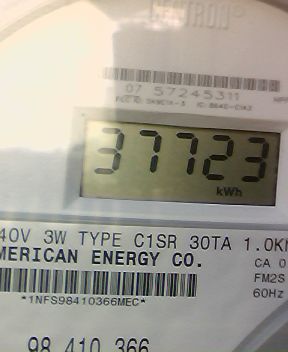 CENTRON®
07 57245311
37723
kWh
40V 3W TYPE C1SR 30TA 1.0K
MERICAN ENERGY CO.
CA 0
FM2S
*1NFS98410366MEC*
60Hz
98 410 366